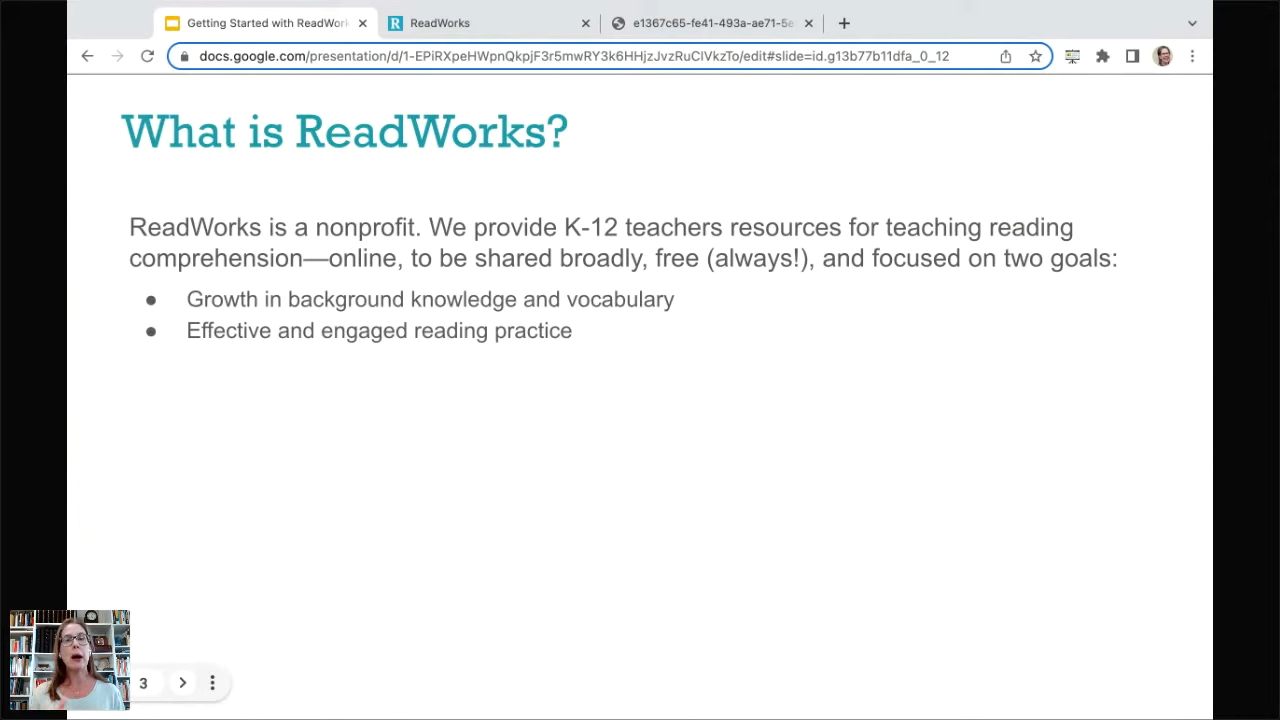 Getting Started with ReadWor
ReadWorks
e1367c65-fe41-493a-ae71-5e
docs.google.com/presentation/d/1-EPiRXpeHWpnQkpjF3r5mwRY3k6HHjzJvzRuClVkzTo/edit#slide=id.g13b77b11dfa_0_12
What is ReadWorks?
ReadWorks is a nonprofit. We provide K-12 teachers resources for teaching reading
comprehension—online, to be shared broadly, free (always!), and focused on two goals:
● Growth in background knowledge and vocabulary
● Effective and engaged reading practice
3